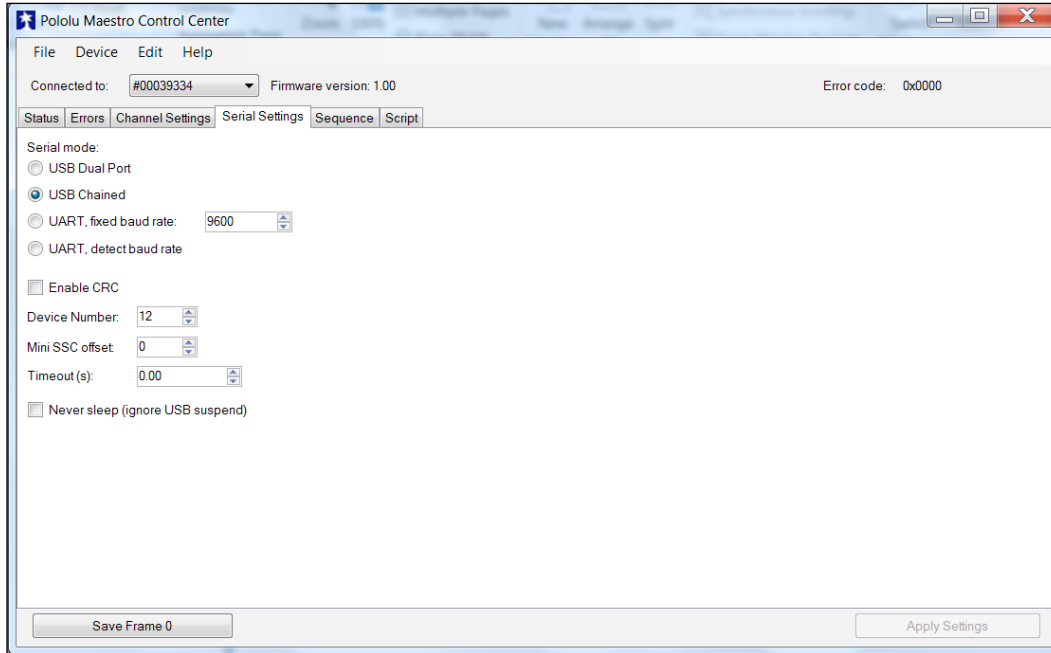 Pololu Maestro Control Center
File Device Edit Help
Connected to: #00039334 Firmware version: 1.00 Error code: 0x0000
Status Errors Channel Settings Serial Settings Sequence Script
Serial mode:
USB Dual Port
USB Chained
UART, fixed baud rate: 9600
UART, detect baud rate
Enable CRC
Device Number: 12
Mini SSC offset: 0
Timeout (s): 0.00
Never sleep (ignore USB suspend)
Save Frame 0 Apply Settings